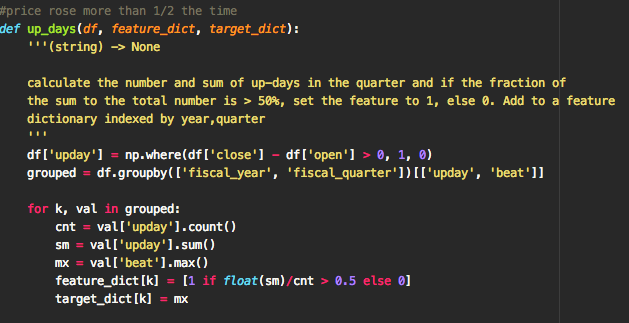 #price rose more than 1/2 the time
def up_days(df, feature_dict, target_dict):
    '''(string) -> None

    calculate the number and sum of up-days in the quarter and if the fraction of
    the sum to the total number is > 50%, set the feature to 1, else 0. Add to a feature
    dictionary indexed by year,quarter
    '''
    df['upday'] = np.where(df['close'] - df['open'] > 0, 1, 0)
    grouped = df.groupby(['fiscal_year', 'fiscal_quarter'])[['upday', 'beat']]

    for k, val in grouped:
        cnt = val['upday'].count()
        sm = val['upday'].sum()
        mx = val['beat'].max()
        feature_dict[k] = [1 if float(sm)/cnt > 0.5 else 0]
        target_dict[k] = mx